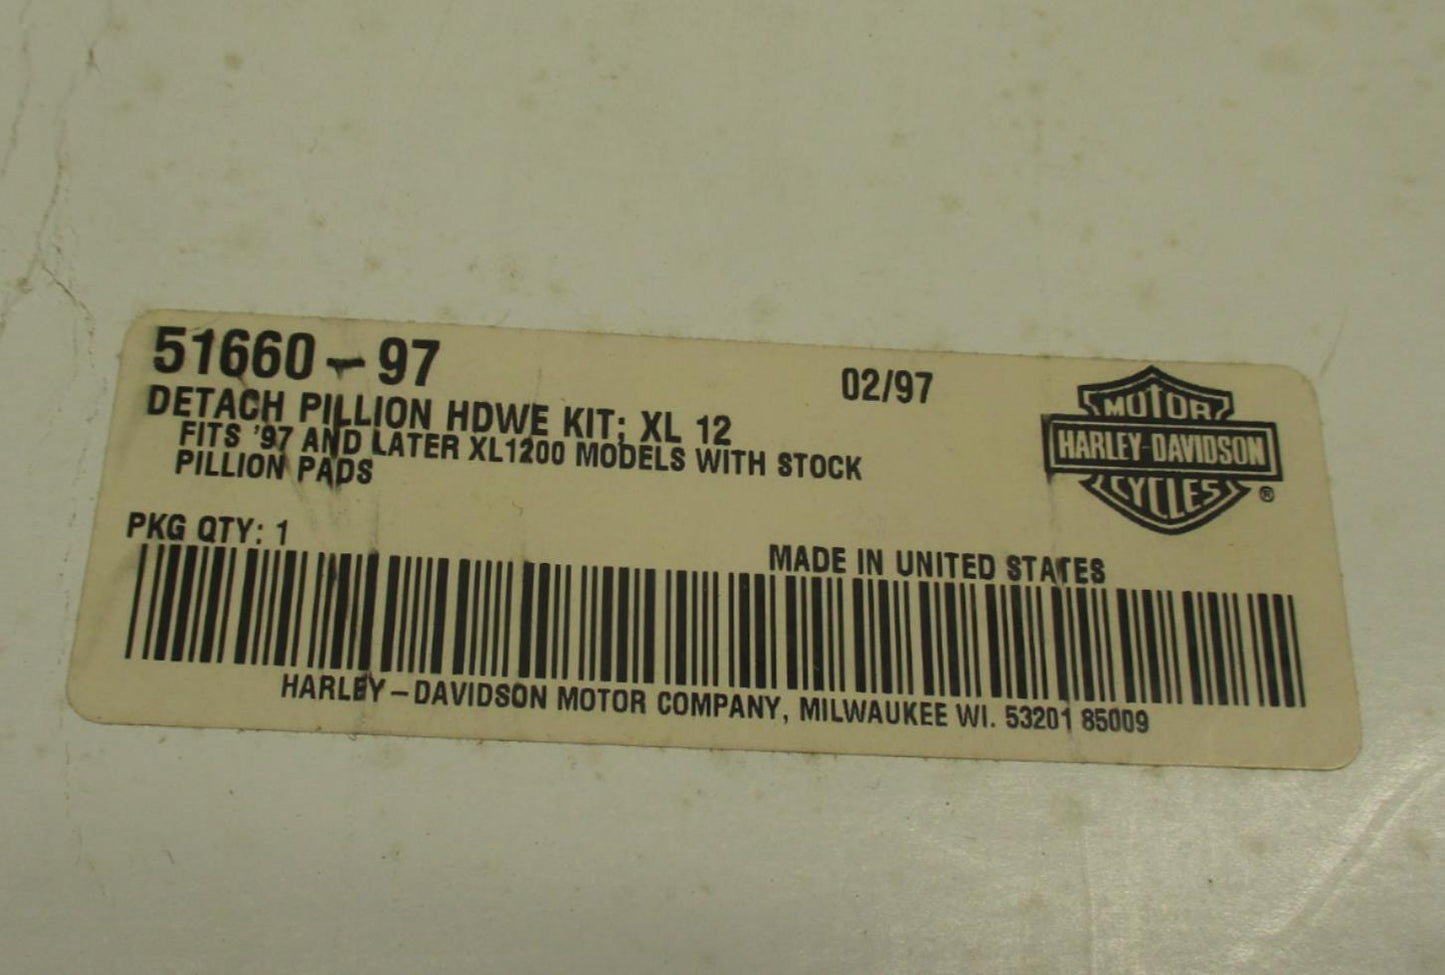 51660-97
02/97
DETACH PILLION HDWE KIT; XL 12
FITS '97 AND LATER XL1200 MODELS WITH STOCK
PILLION PADS
MOTOR
HARLEY-DAVIDSON
CYCLES
®
PKG QTY: 1
MADE IN UNITED STATES
HARLEY-DAVIDSON MOTOR COMPANY, MILWAUKEE WI. 53201 85009